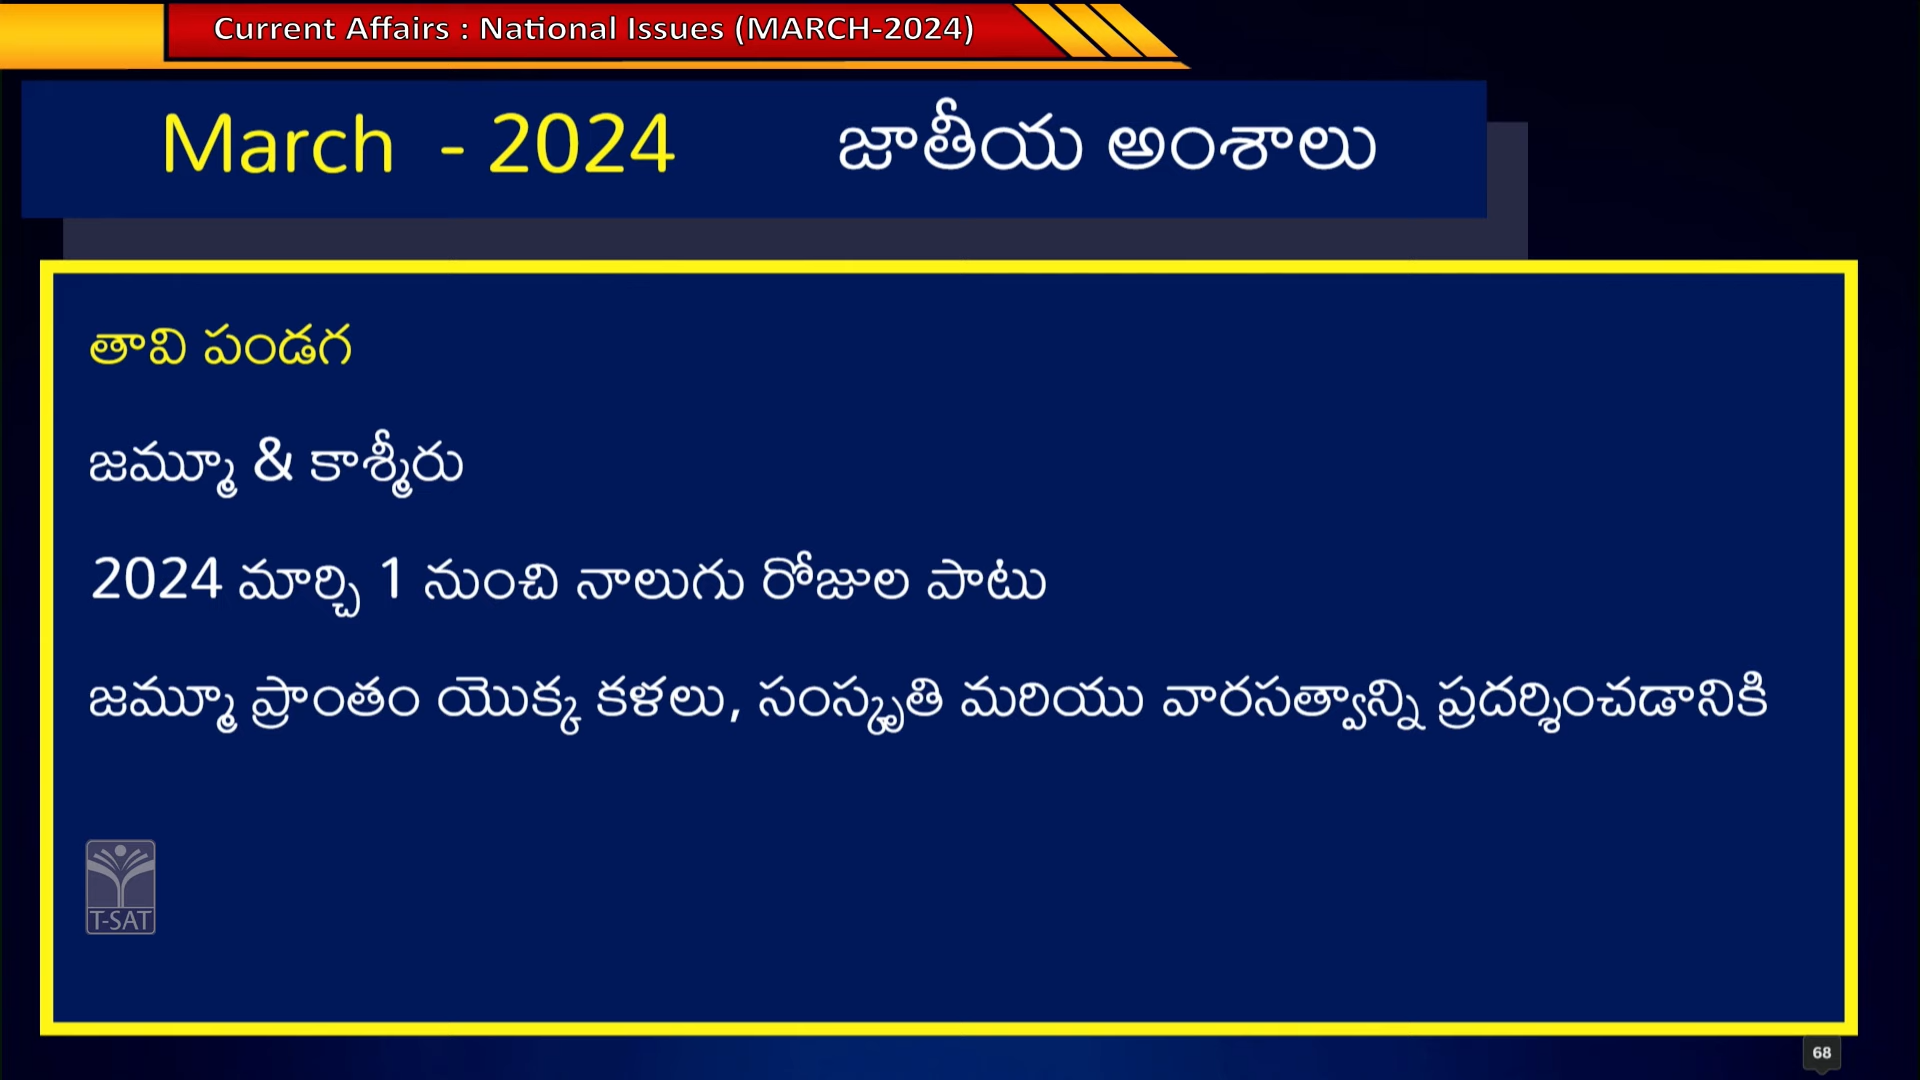 Current Affairs : National Issues (MARCH-2024)
March - 2024 జాతీయ అంశాలు
తావి పండగ
జమ్మూ & కాశ్మీరు
2024 మార్చి 1 నుంచి నాలుగు రోజుల పాటు
జమ్మూ ప్రాంతం యొక్క కళలు, సంస్కృతి మరియు వారసత్వాన్ని ప్రదర్శించడానికి
T-SAT
68